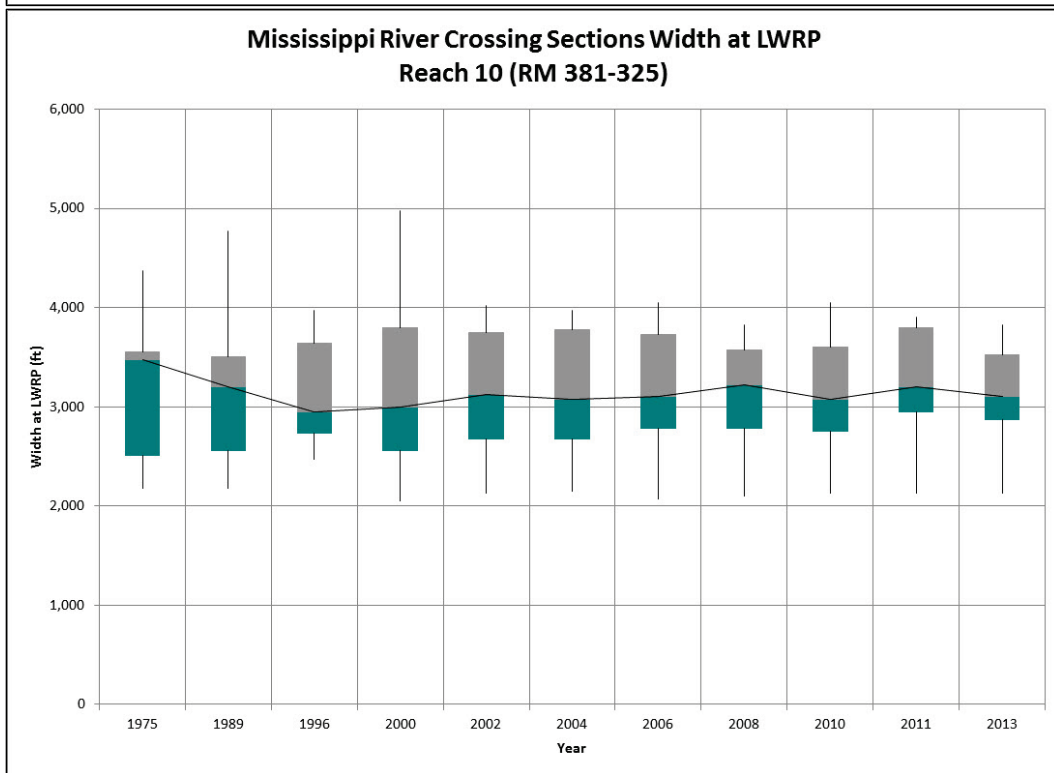 Mississippi River Crossing Sections Width at LWRP
Reach 10 (RM 381-325)
6,000
5,000
4,000
3,000
2,000
1,000
0
Width at LWRP (ft)
1975 1989 1996 2000 2002 2004 2006 2008 2010 2011 2013
Year